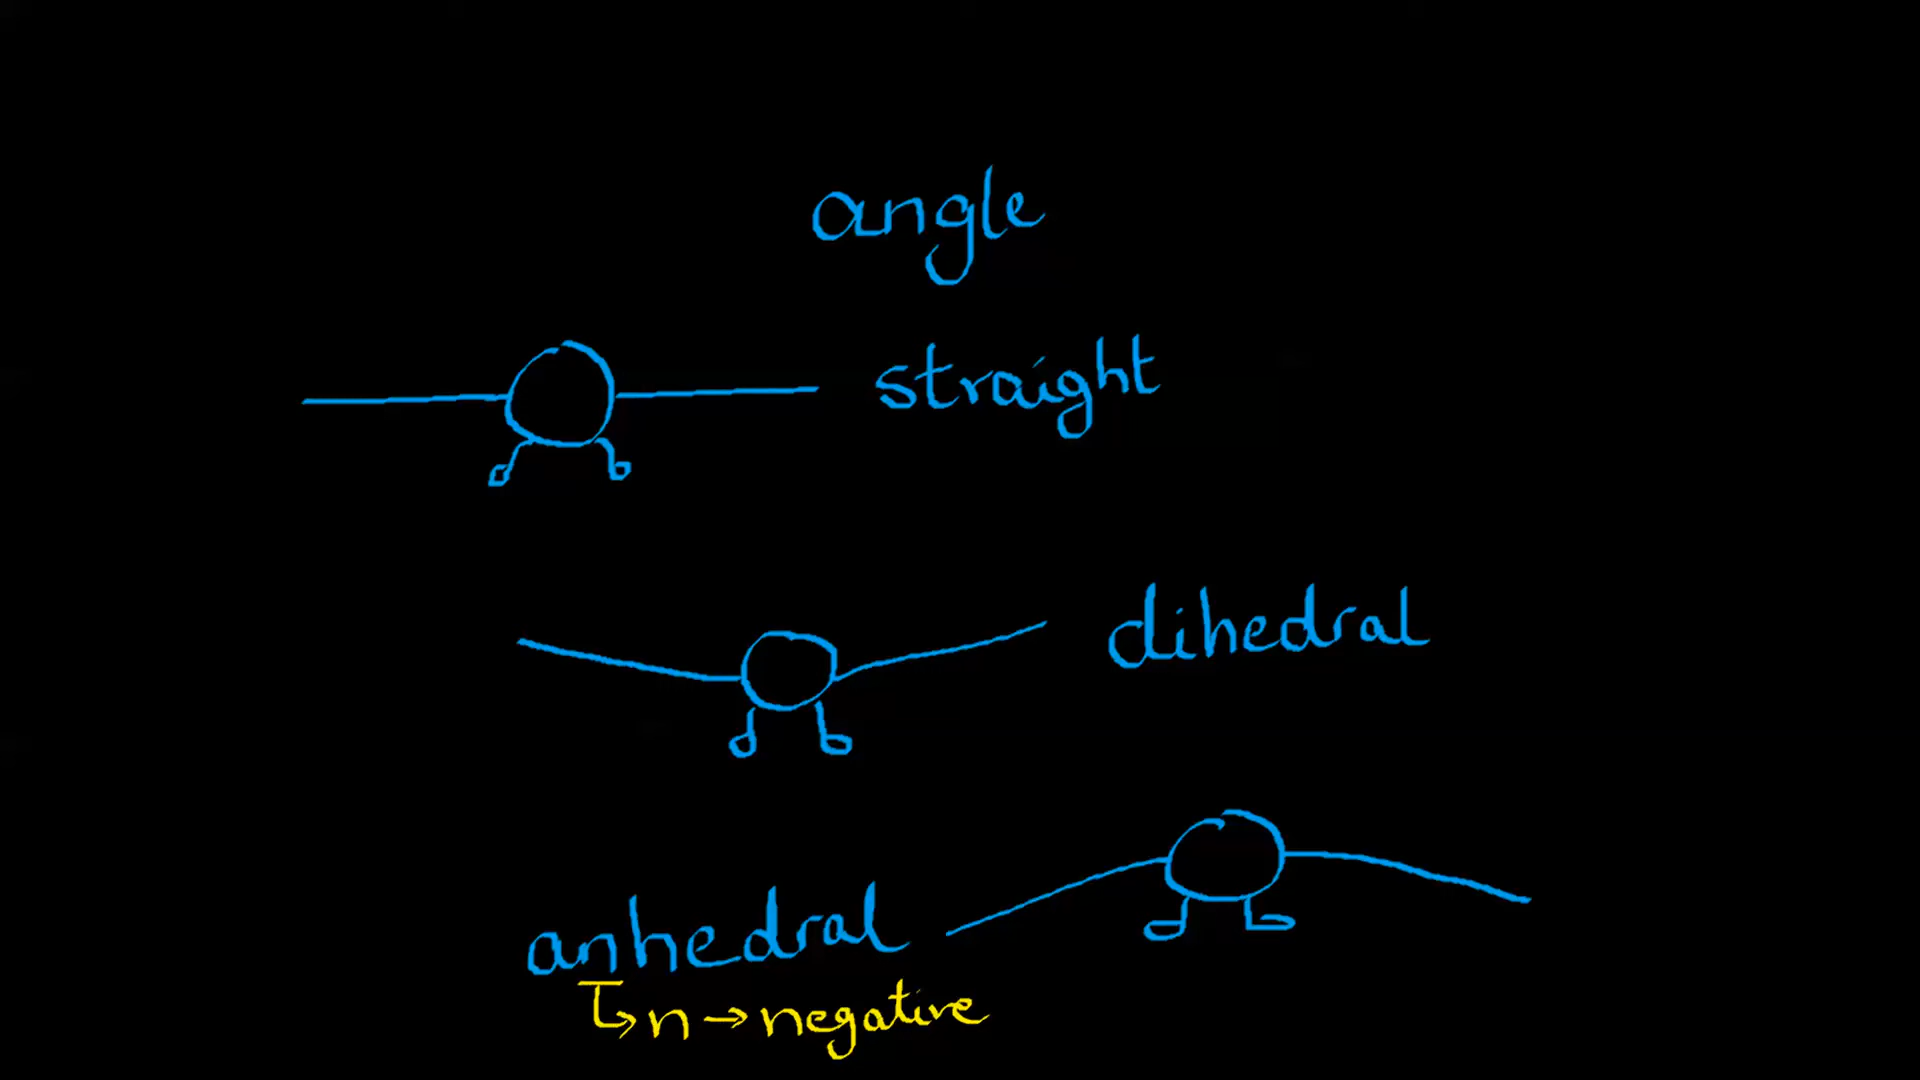 angle
straight
dihedral
anhedral
↳ n → negative